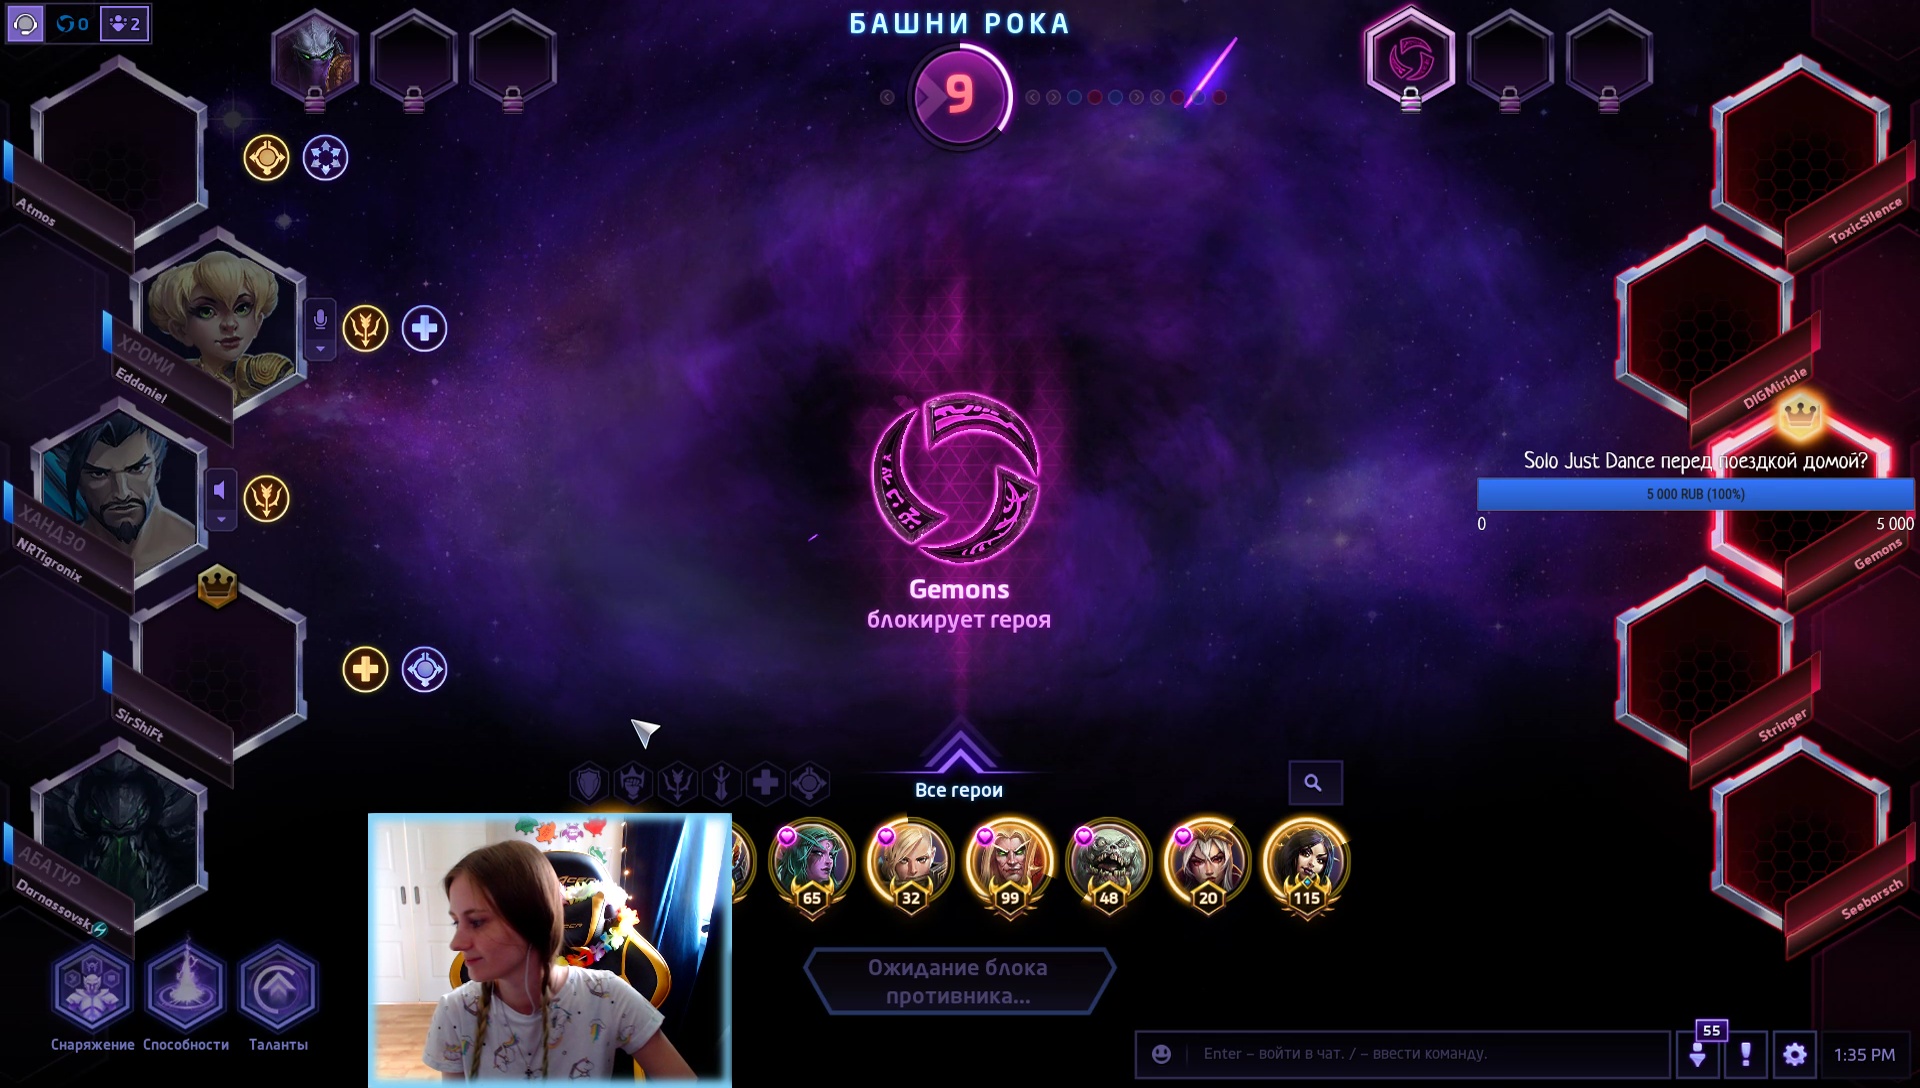 0
2
БАШНИ РОКА
9
Atmos
ХРОМИ
Eddaniel
ХАНДЗО
NRTigronix
SirShiFt
АБАТУР
Darnassovsk
ToxicSilence
DIGMiriale
Solo Just Dance перед поездкой домой?
5 000 RUB (100%)
0
5 000
Gemons
Stringer
Seebarsch
Gemons
блокирует героя
Все герои
65
32
99
48
20
115
Ожидание блока
противника...
Снаряжение
Способности
Таланты
Enter – войти в чат. / – ввести команду.
55
1:35 PM